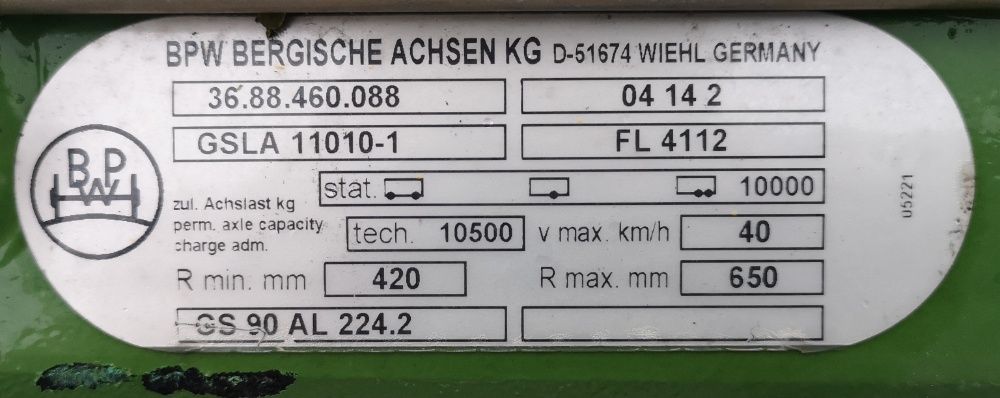 BPW BERGISCHE ACHSEN KG D-51674 WIEHL GERMANY
36.88.460.088 04 14 2
GSLA 11010-1 FL 4112
BPW
stat. 10000
zul. Achslast kg
perm. axle capacity
charge adm.
tech. 10500 v max. km/h 40
R min. mm 420 R max. mm 650
GS 90 AL 224.2
05221